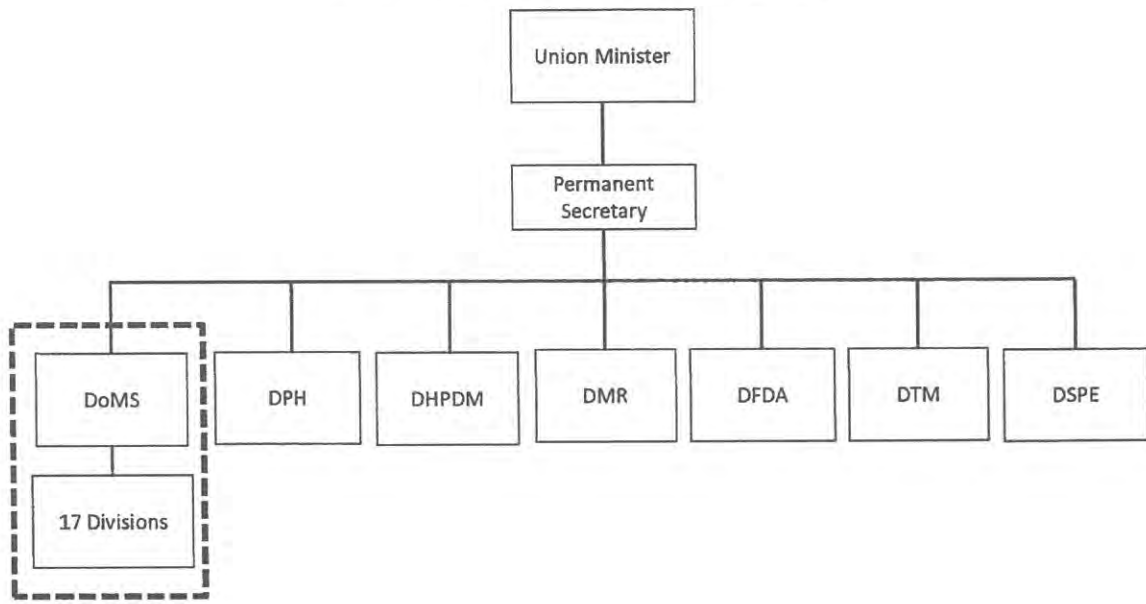 Union Minister
Permanent
Secretary
DoMS
DPH
DHPDM
DMR
DFDA
DTM
DSPE
17 Divisions